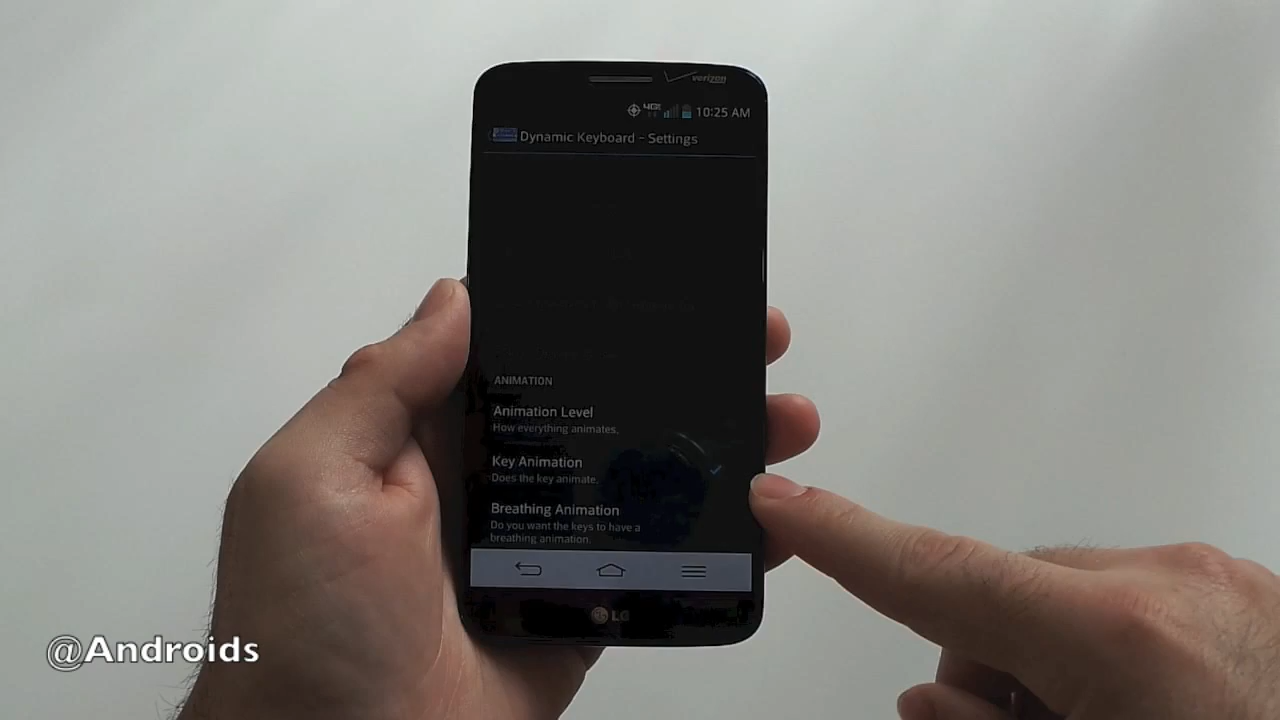 verizon
4G 10:25 AM
Dynamic Keyboard - Settings
ANIMATION
Animation Level
How everything animates.
Key Animation
Does the key animate.
Breathing Animation
Do you want the keys to have a
breathing animation.
LG
@Androids